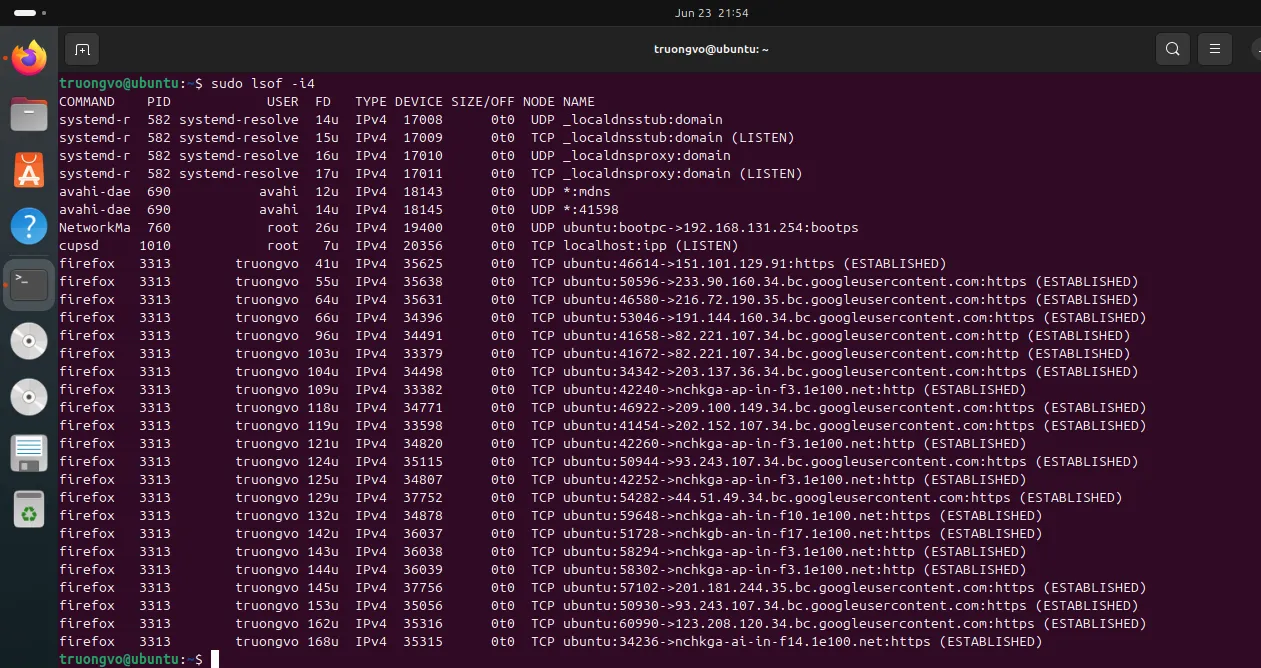 Jun 23 21:54
truongvo@ubuntu: ~
truongvo@ubuntu:~$ sudo lsof -i4
COMMAND PID USER FD TYPE DEVICE SIZE/OFF NODE NAME
systemd-r 582 systemd-resolve 14u IPv4 17008 0t0 UDP _localdnsstub:domain
systemd-r 582 systemd-resolve 15u IPv4 17009 0t0 TCP _localdnsstub:domain (LISTEN)
systemd-r 582 systemd-resolve 16u IPv4 17010 0t0 UDP _localdnsproxy:domain
systemd-r 582 systemd-resolve 17u IPv4 17011 0t0 TCP _localdnsproxy:domain (LISTEN)
avahi-dae 690 avahi 12u IPv4 18143 0t0 UDP *:mdns
avahi-dae 690 avahi 14u IPv4 18145 0t0 UDP *:41598
NetworkMa 760 root 26u IPv4 19400 0t0 UDP ubuntu:bootpc->192.168.131.254:bootps
cupsd 1010 root 7u IPv4 20356 0t0 TCP localhost:ipp (LISTEN)
firefox 3313 truongvo 41u IPv4 35625 0t0 TCP ubuntu:46614->151.101.129.91:https (ESTABLISHED)
firefox 3313 truongvo 55u IPv4 35638 0t0 TCP ubuntu:50596->233.90.160.34.bc.googleusercontent.com:https (ESTABLISHED)
firefox 3313 truongvo 64u IPv4 35631 0t0 TCP ubuntu:46580->216.72.190.35.bc.googleusercontent.com:https (ESTABLISHED)
firefox 3313 truongvo 66u IPv4 34396 0t0 TCP ubuntu:53046->191.144.160.34.bc.googleusercontent.com:https (ESTABLISHED)
firefox 3313 truongvo 96u IPv4 34491 0t0 TCP ubuntu:41658->82.221.107.34.bc.googleusercontent.com:http (ESTABLISHED)
firefox 3313 truongvo 103u IPv4 33379 0t0 TCP ubuntu:41672->82.221.107.34.bc.googleusercontent.com:http (ESTABLISHED)
firefox 3313 truongvo 104u IPv4 34498 0t0 TCP ubuntu:34342->203.137.36.34.bc.googleusercontent.com:https (ESTABLISHED)
firefox 3313 truongvo 109u IPv4 33382 0t0 TCP ubuntu:42240->nchkga-ap-in-f3.1e100.net:http (ESTABLISHED)
firefox 3313 truongvo 118u IPv4 34771 0t0 TCP ubuntu:46922->209.100.149.34.bc.googleusercontent.com:https (ESTABLISHED)
firefox 3313 truongvo 119u IPv4 33598 0t0 TCP ubuntu:41454->202.152.107.34.bc.googleusercontent.com:https (ESTABLISHED)
firefox 3313 truongvo 121u IPv4 34820 0t0 TCP ubuntu:42260->nchkga-ap-in-f3.1e100.net:http (ESTABLISHED)
firefox 3313 truongvo 124u IPv4 35115 0t0 TCP ubuntu:50944->93.243.107.34.bc.googleusercontent.com:https (ESTABLISHED)
firefox 3313 truongvo 125u IPv4 34807 0t0 TCP ubuntu:42252->nchkga-ap-in-f3.1e100.net:http (ESTABLISHED)
firefox 3313 truongvo 129u IPv4 37752 0t0 TCP ubuntu:54282->44.51.49.34.bc.googleusercontent.com:https (ESTABLISHED)
firefox 3313 truongvo 132u IPv4 34878 0t0 TCP ubuntu:59648->nchkga-ah-in-f10.1e100.net:https (ESTABLISHED)
firefox 3313 truongvo 142u IPv4 36037 0t0 TCP ubuntu:51728->nchkgb-an-in-f17.1e100.net:https (ESTABLISHED)
firefox 3313 truongvo 143u IPv4 36038 0t0 TCP ubuntu:58294->nchkga-ap-in-f3.1e100.net:http (ESTABLISHED)
firefox 3313 truongvo 144u IPv4 36039 0t0 TCP ubuntu:58302->nchkga-ap-in-f3.1e100.net:http (ESTABLISHED)
firefox 3313 truongvo 145u IPv4 37756 0t0 TCP ubuntu:57102->201.181.244.35.bc.googleusercontent.com:https (ESTABLISHED)
firefox 3313 truongvo 153u IPv4 35056 0t0 TCP ubuntu:50930->93.243.107.34.bc.googleusercontent.com:https (ESTABLISHED)
firefox 3313 truongvo 162u IPv4 35316 0t0 TCP ubuntu:60990->123.208.120.34.bc.googleusercontent.com:https (ESTABLISHED)
firefox 3313 truongvo 168u IPv4 35315 0t0 TCP ubuntu:34236->nchkga-ai-in-f14.1e100.net:https (ESTABLISHED)
truongvo@ubuntu:~$